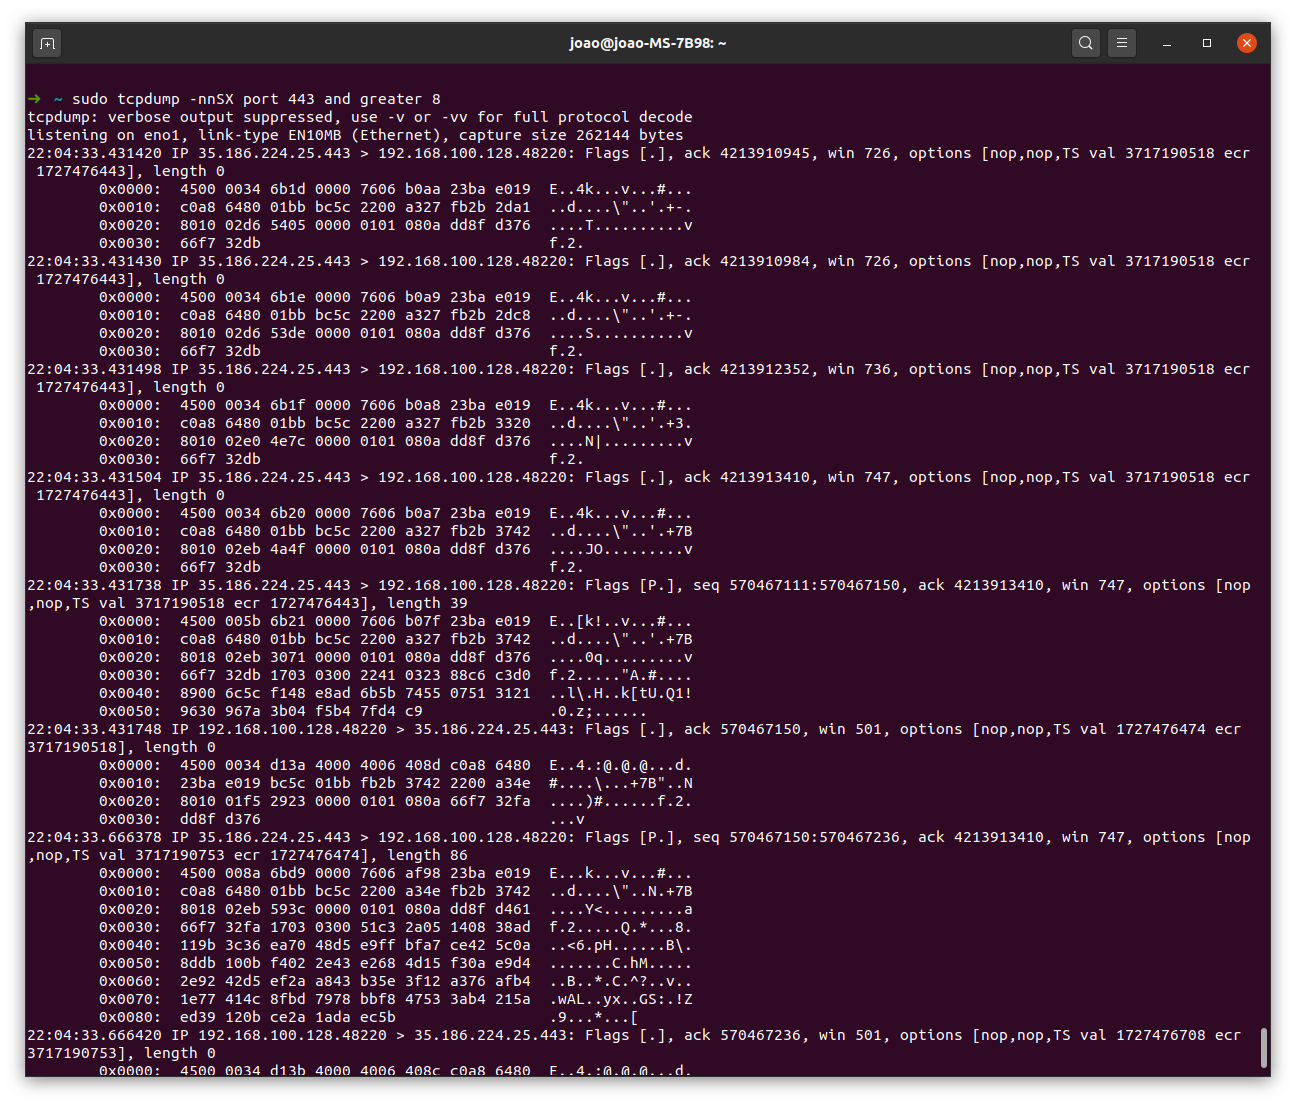 joao@joao-MS-7B98: ~
➜  ~ sudo tcpdump -nnSX port 443 and greater 8
tcpdump: verbose output suppressed, use -v or -vv for full protocol decode
listening on eno1, link-type EN10MB (Ethernet), capture size 262144 bytes
22:04:33.431420 IP 35.186.224.25.443 > 192.168.100.128.48220: Flags [.], ack 4213910945, win 726, options [nop,nop,TS val 3717190518 ecr
 1727476443], length 0
        0x0000:  4500 0034 6b1d 0000 7606 b0aa 23ba e019  E..4k...v...#...
        0x0010:  c0a8 6480 01bb bc5c 2200 a327 fb2b 2da1  ..d....\"..'.+-.
        0x0020:  8010 02d6 5405 0000 0101 080a dd8f d376  ....T..........v
        0x0030:  66f7 32db                                f.2.
22:04:33.431430 IP 35.186.224.25.443 > 192.168.100.128.48220: Flags [.], ack 4213910984, win 726, options [nop,nop,TS val 3717190518 ecr
 1727476443], length 0
        0x0000:  4500 0034 6b1e 0000 7606 b0a9 23ba e019  E..4k...v...#...
        0x0010:  c0a8 6480 01bb bc5c 2200 a327 fb2b 2dc8  ..d....\"..'.+-.
        0x0020:  8010 02d6 53de 0000 0101 080a dd8f d376  ....S..........v
        0x0030:  66f7 32db                                f.2.
22:04:33.431498 IP 35.186.224.25.443 > 192.168.100.128.48220: Flags [.], ack 4213912352, win 736, options [nop,nop,TS val 3717190518 ecr
 1727476443], length 0
        0x0000:  4500 0034 6b1f 0000 7606 b0a8 23ba e019  E..4k...v...#...
        0x0010:  c0a8 6480 01bb bc5c 2200 a327 fb2b 3320  ..d....\"..'.+3.
        0x0020:  8010 02e0 4e7c 0000 0101 080a dd8f d376  ....N|.........v
        0x0030:  66f7 32db                                f.2.
22:04:33.431504 IP 35.186.224.25.443 > 192.168.100.128.48220: Flags [.], ack 4213913410, win 747, options [nop,nop,TS val 3717190518 ecr
 1727476443], length 0
        0x0000:  4500 0034 6b20 0000 7606 b0a7 23ba e019  E..4k...v...#...
        0x0010:  c0a8 6480 01bb bc5c 2200 a327 fb2b 3742  ..d....\"..'.+7B
        0x0020:  8010 02eb 4a4f 0000 0101 080a dd8f d376  ....JO.........v
        0x0030:  66f7 32db                                f.2.
22:04:33.431738 IP 35.186.224.25.443 > 192.168.100.128.48220: Flags [P.], seq 570467111:570467150, ack 4213913410, win 747, options [nop
,nop,TS val 3717190518 ecr 1727476443], length 39
        0x0000:  4500 005b 6b21 0000 7606 b07f 23ba e019  E..[k!..v...#...
        0x0010:  c0a8 6480 01bb bc5c 2200 a327 fb2b 3742  ..d....\"..'.+7B
        0x0020:  8018 02eb 3071 0000 0101 080a dd8f d376  ....0q.........v
        0x0030:  66f7 32db 1703 0300 2241 0323 88c6 c3d0  f.2....."A.#....
        0x0040:  8900 6c5c f148 e8ad 6b5b 7455 0751 3121  ..l\.H..k[tU.Q1!
        0x0050:  9630 967a 3b04 f5b4 7fd4 c9              .0.z;......
22:04:33.431748 IP 192.168.100.128.48220 > 35.186.224.25.443: Flags [.], ack 570467150, win 501, options [nop,nop,TS val 1727476474 ecr
3717190518], length 0
        0x0000:  4500 0034 d13a 4000 4006 408d c0a8 6480  E..4.:@.@.@...d.
        0x0010:  23ba e019 bc5c 01bb fb2b 3742 2200 a34e  #....\...+7B"..N
        0x0020:  8010 01f5 2923 0000 0101 080a 66f7 32fa  ....)#......f.2.
        0x0030:  dd8f d376                                ...v
22:04:33.666378 IP 35.186.224.25.443 > 192.168.100.128.48220: Flags [P.], seq 570467150:570467236, ack 4213913410, win 747, options [nop
,nop,TS val 3717190753 ecr 1727476474], length 86
        0x0000:  4500 008a 6bd9 0000 7606 af98 23ba e019  E...k...v...#...
        0x0010:  c0a8 6480 01bb bc5c 2200 a34e fb2b 3742  ..d....\"..N.+7B
        0x0020:  8018 02eb 593c 0000 0101 080a dd8f d461  ....Y<.........a
        0x0030:  66f7 32fa 1703 0300 51c3 2a05 1408 38ad  f.2.....Q.*...8.
        0x0040:  119b 3c36 ea70 48d5 e9ff bfa7 ce42 5c0a  ..<6.pH......B\.
        0x0050:  8ddb 100b f402 2e43 e268 4d15 f30a e9d4  .......C.hM.....
        0x0060:  2e92 42d5 ef2a a843 b35e 3f12 a376 afb4  ..B..*.C.^?..v..
        0x0070:  1e77 414c 8fbd 7978 bbf8 4753 3ab4 215a  .wAL..yx..GS:.!Z
        0x0080:  ed39 120b ce2a 1ada ec5b                 .9...*...[
22:04:33.666420 IP 192.168.100.128.48220 > 35.186.224.25.443: Flags [.], ack 570467236, win 501, options [nop,nop,TS val 1727476708 ecr
3717190753], length 0
        0x0000:  4500 0034 d13b 4000 4006 408c c0a8 6480  E..4.;@.@.@...d.